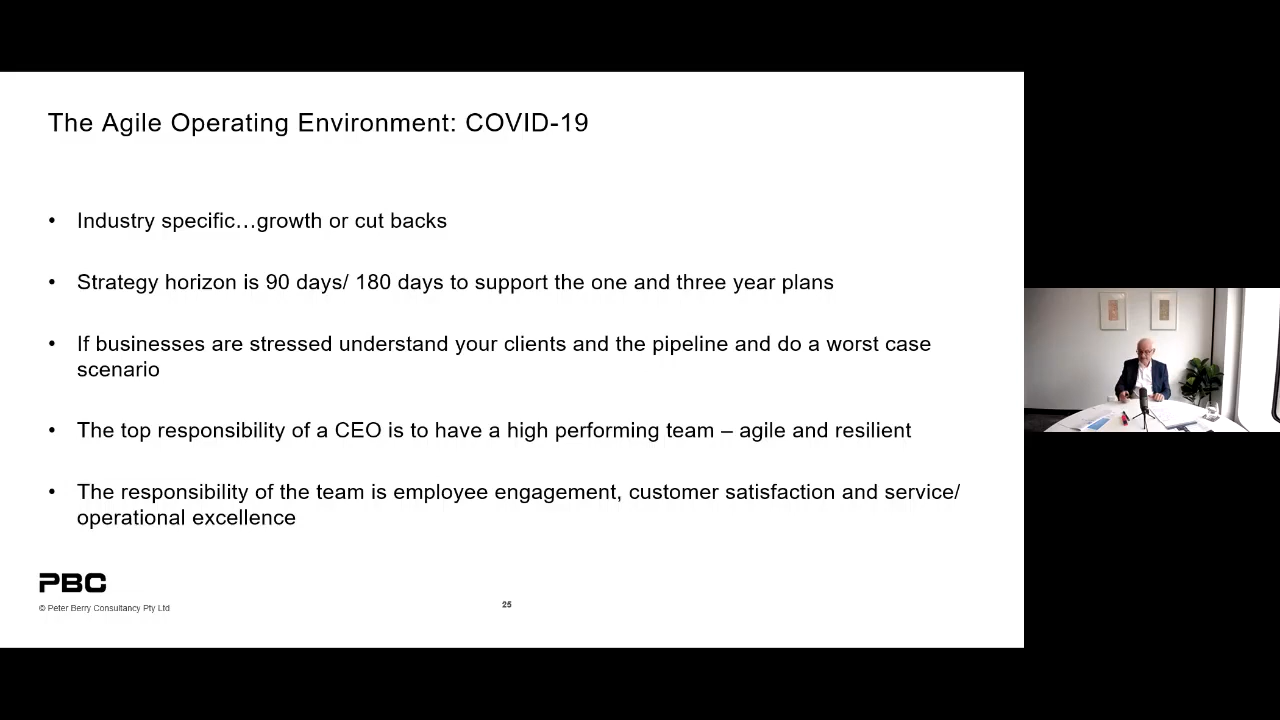 The Agile Operating Environment: COVID-19
• Industry specific…growth or cut backs
• Strategy horizon is 90 days/ 180 days to support the one and three year plans
• If businesses are stressed understand your clients and the pipeline and do a worst case
scenario
• The top responsibility of a CEO is to have a high performing team – agile and resilient
• The responsibility of the team is employee engagement, customer satisfaction and service/
operational excellence
PBC
© Peter Berry Consultancy Pty Ltd
25